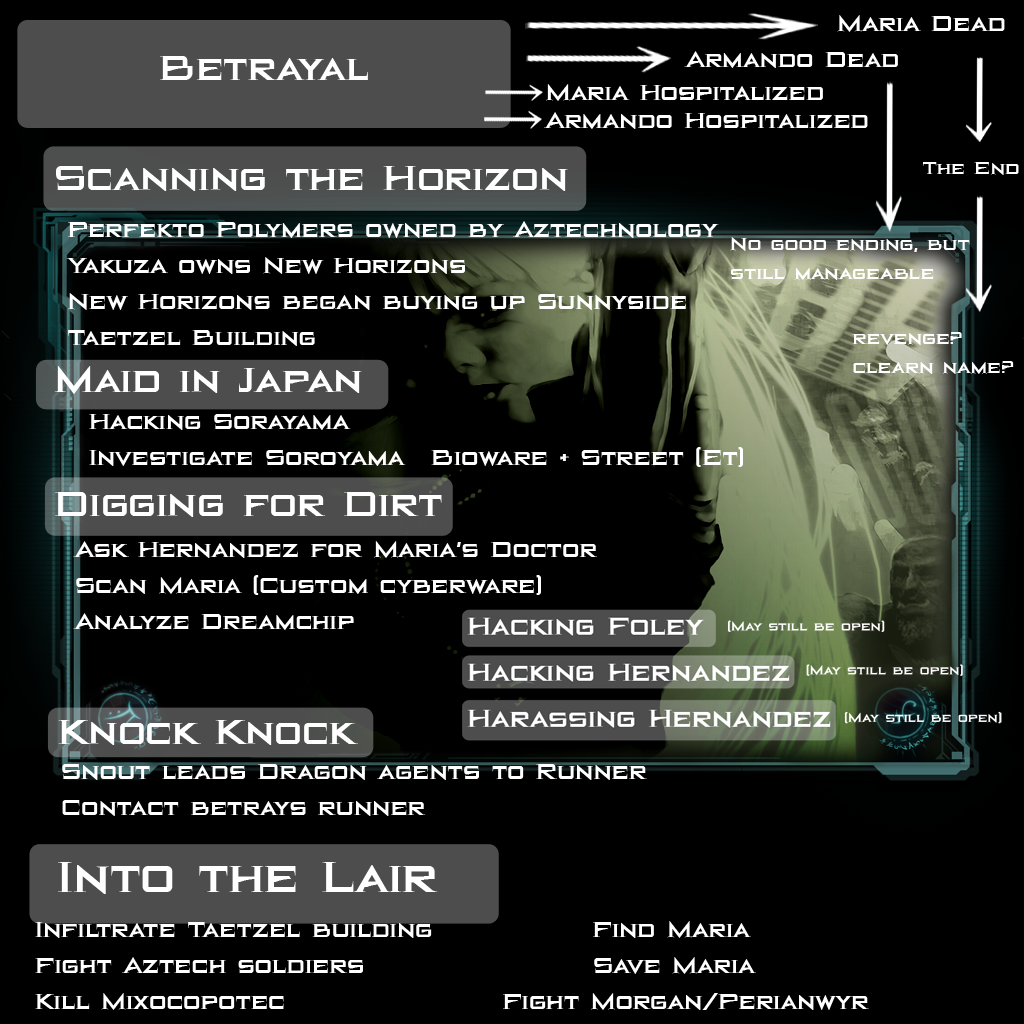 Betrayal
Maria Dead
Armando Dead
Maria Hospitalized
Armando Hospitalized
The End
No good ending, but
still manageable
revenge?
clearn name?
Scanning the Horizon
Perfekto Polymers owned by Aztechnology
Yakuza owns New Horizons
New Horizons began buying up Sunnyside
Taetzel Building
Maid in Japan
Hacking Sorayama
Investigate Soroyama Bioware + Street (Et)
Digging for Dirt
Ask Hernandez for Maria's Doctor
Scan Maria (Custom cyberware)
Analyze Dreamchip
Hacking Foley (May still be open)
Hacking Hernandez (May still be open)
Harassing Hernandez (May still be open)
Knock Knock
Snout leads Dragon agents to Runner
Contact betrays runner
Into the Lair
Infiltrate Taetzel building
Fight Aztech soldiers
Kill Mixocopotec
Find Maria
Save Maria
Fight Morgan/Perianwyr